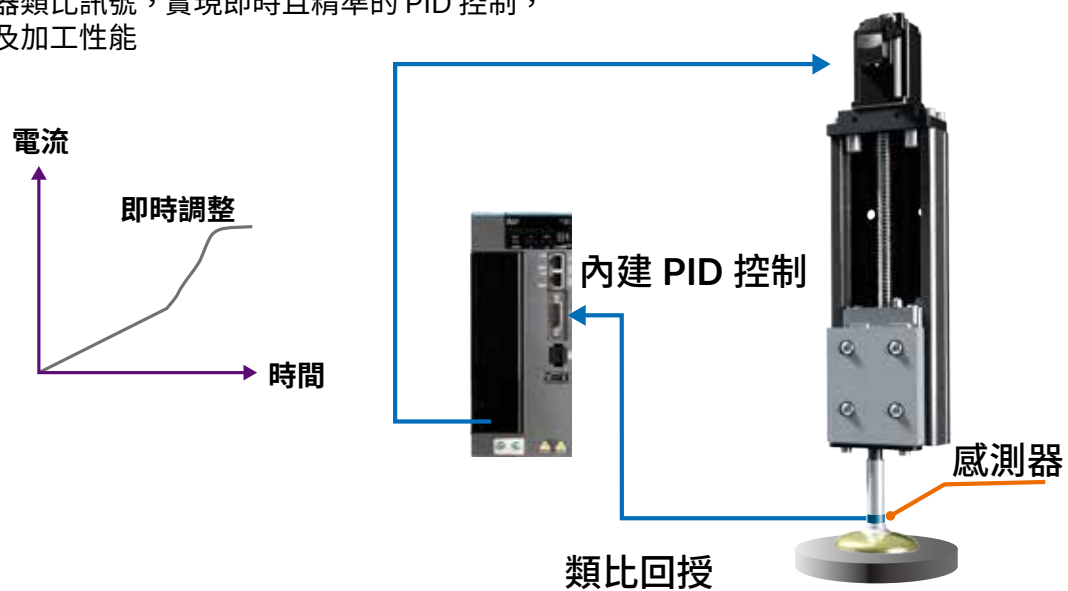 器類比訊號，實現即時且精準的 PID 控制，
及加工性能
電流
即時調整
時間
內建 PID 控制
感測器
類比回授